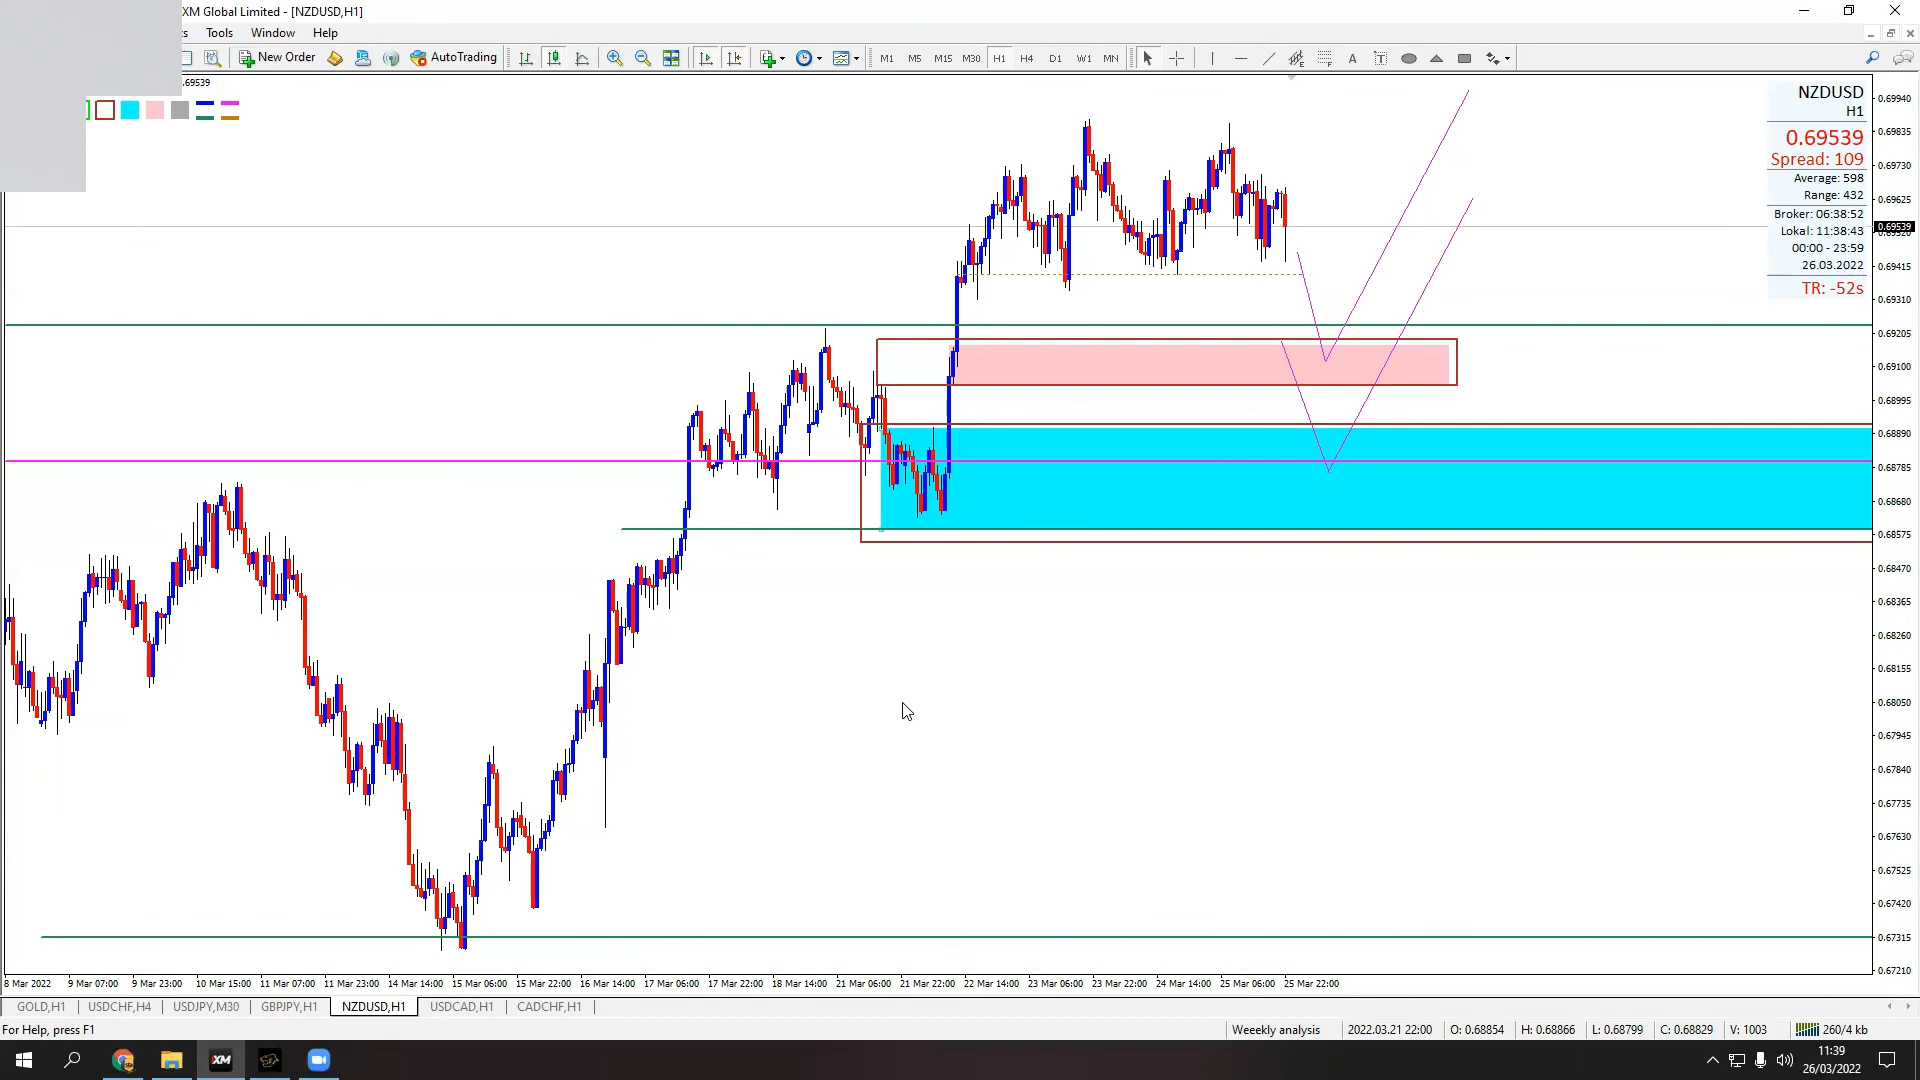 XM Global Limited - [NZDUSD,H1]
Tools Window Help
New Order AutoTrading M1 M5 M15 M30 H1 H4 D1 W1 MN A T
.69539
NZDUSD
H1
0.69539
Spread: 109
Average: 598
Range: 432
Broker: 06:38:52
Lokal: 11:38:43
00:00 - 23:59
26.03.2022
TR: -52s
0.69940
0.69835
0.69730
0.69625
0.69539
0.69415
0.69310
0.69205
0.69100
0.68995
0.68890
0.68785
0.68680
0.68575
0.68470
0.68365
0.68260
0.68155
0.68050
0.67945
0.67840
0.67735
0.67630
0.67525
0.67420
0.67315
0.67210
8 Mar 2022 9 Mar 07:00 9 Mar 23:00 10 Mar 15:00 11 Mar 07:00 11 Mar 23:00 14 Mar 14:00 15 Mar 06:00 15 Mar 22:00 16 Mar 14:00 17 Mar 06:00 17 Mar 22:00 18 Mar 14:00 21 Mar 06:00 21 Mar 22:00 22 Mar 14:00 23 Mar 06:00 23 Mar 22:00 24 Mar 14:00 25 Mar 06:00 25 Mar 22:00
GOLD,H1 USDCHF,H4 USDJPY,M30 GBPJPY,H1 NZDUSD,H1 USDCAD,H1 CADCHF,H1
For Help, press F1 Weeekly analysis 2022.03.21 22:00 O: 0.68854 H: 0.68866 L: 0.68799 C: 0.68829 V: 1003 260/4 kb
XM 11:39
26/03/2022